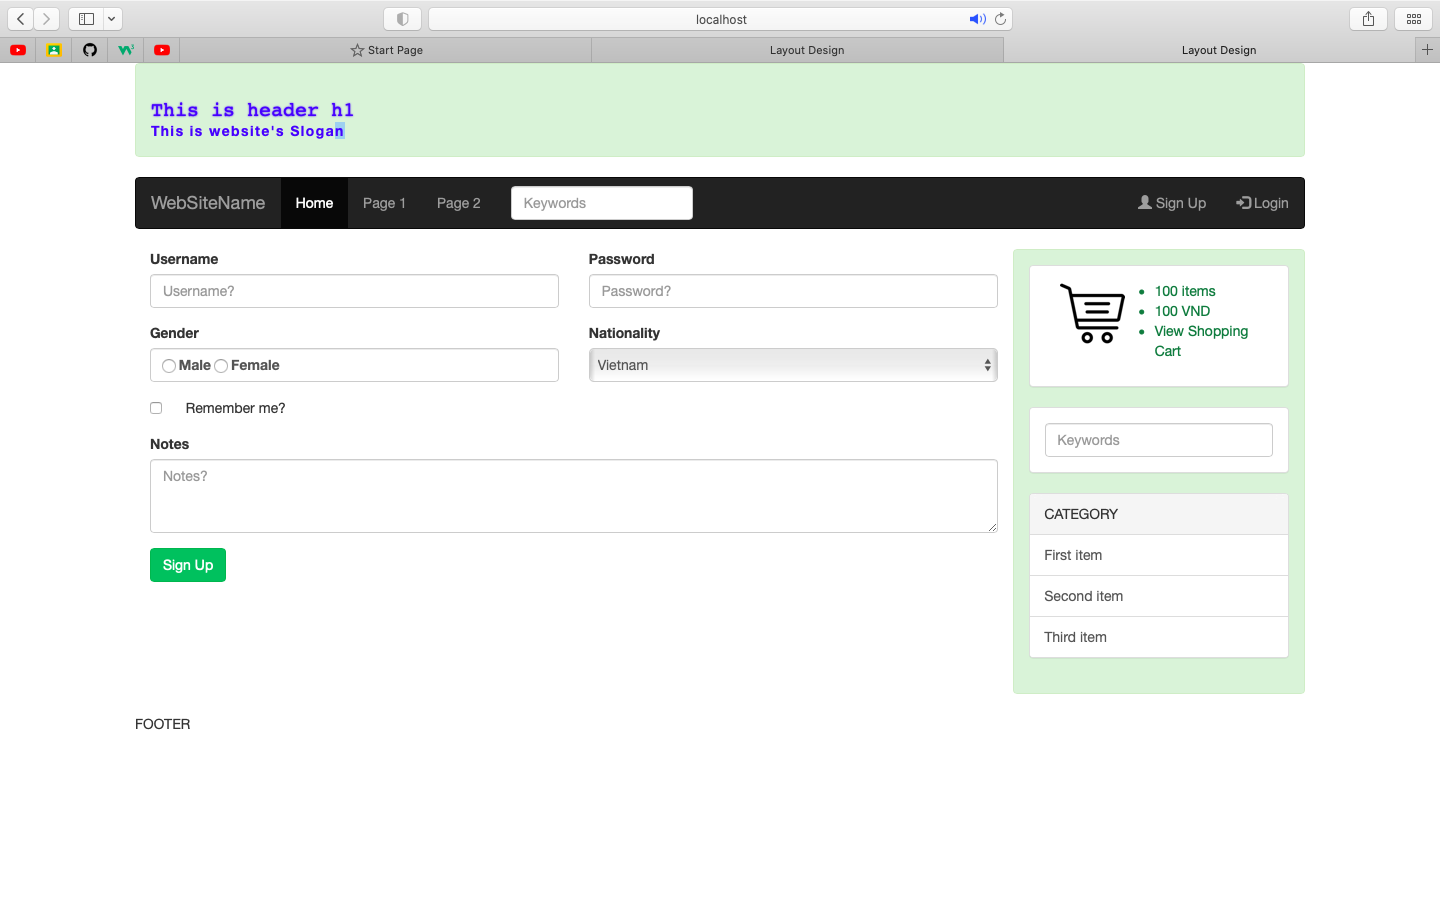 localhost
Start Page
Layout Design
Layout Design
This is header h1
This is website's Slogan
WebSiteName Home Page 1 Page 2 Keywords Sign Up Login
Username
Username?
Password
Password?
Gender
Male Female
Nationality
Vietnam
Remember me?
Notes
Notes?
Sign Up
100 items
100 VND
View Shopping
Cart
Keywords
CATEGORY
First item
Second item
Third item
FOOTER